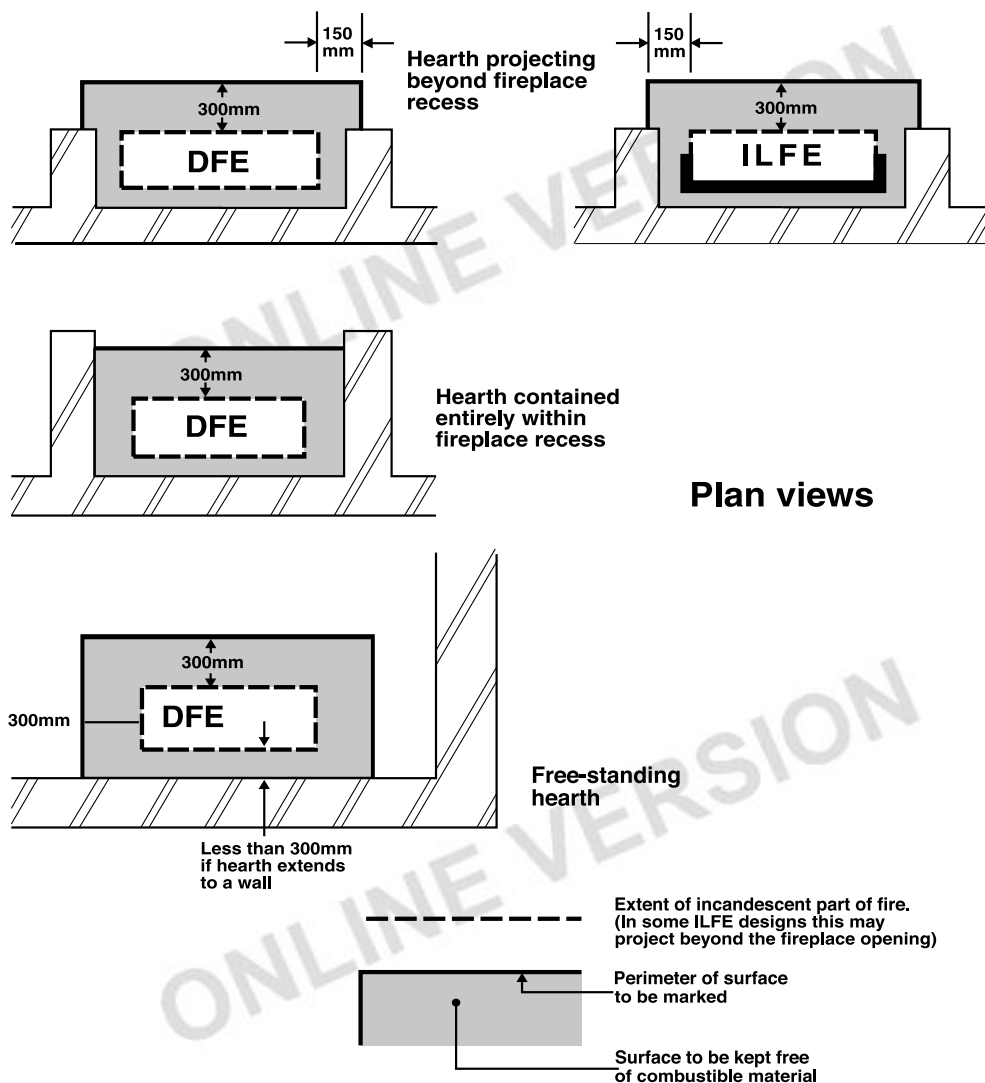 150
mm
150
mm
Hearth projecting
beyond fireplace
recess
300mm
DFE
300mm
ILFE
300mm
DFE
Hearth contained
entirely within
fireplace recess
Plan views
300mm
300mm
DFE
Free-standing
hearth
Less than 300mm
if hearth extends
to a wall
Extent of incandescent part of fire.
(In some ILFE designs this may
project beyond the fireplace opening)
Perimeter of surface
to be marked
Surface to be kept free
of combustible material
ONLINE VERSION
ONLINE VERSION